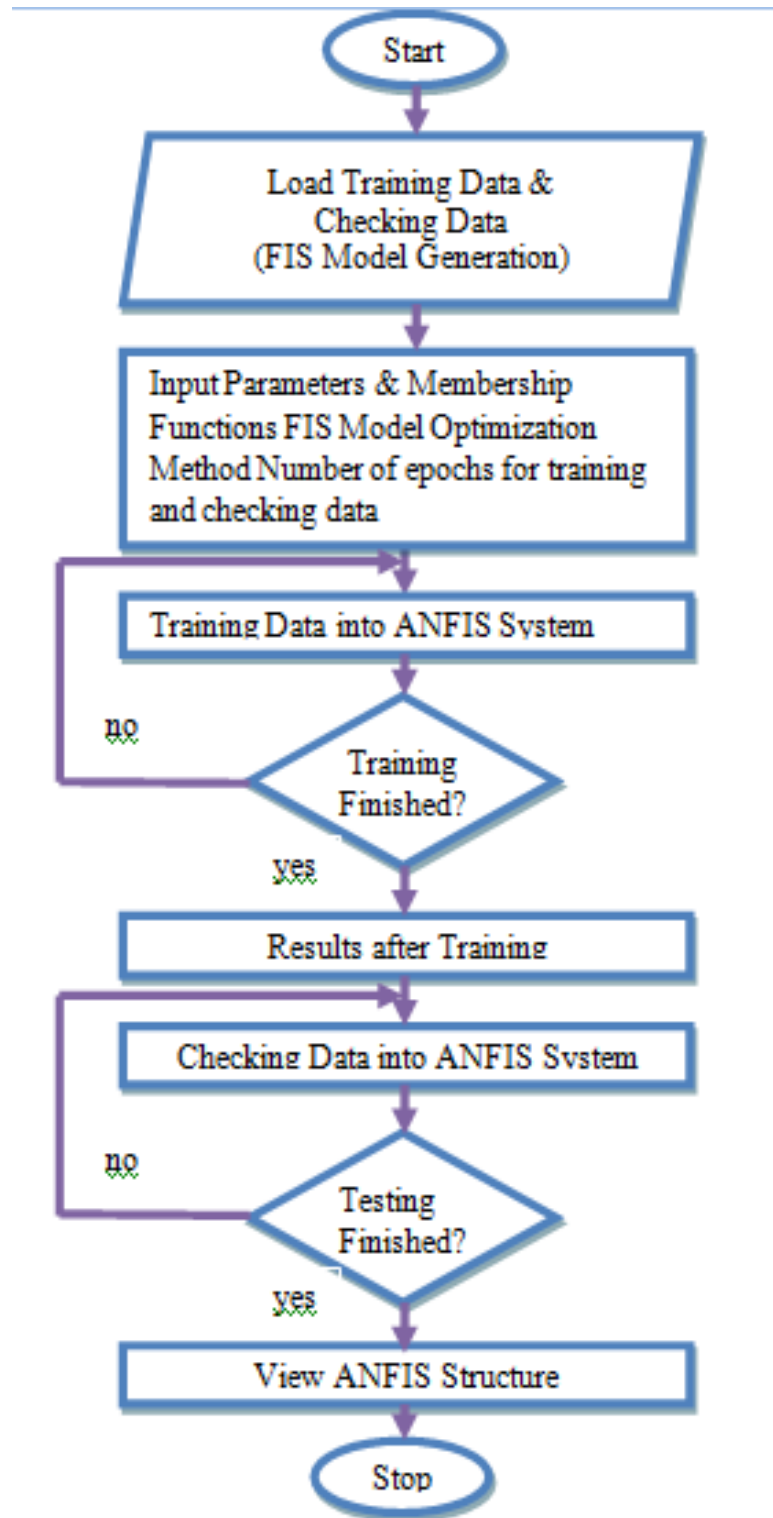 Start
Load Training Data &
Checking Data
(FIS Model Generation)
Input Parameters & Membership
Functions FIS Model Optimization
Method Number of epochs for training
and checking data
Training Data into ANFIS System
no
Training
Finished?
yes
Results after Training
Checking Data into ANFIS System
no
Testing
Finished?
yes
View ANFIS Structure
Stop